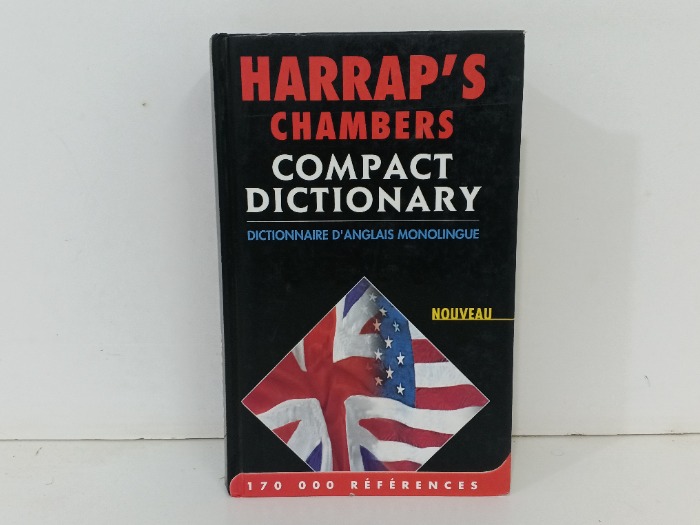 HARRAP'S
CHAMBERS
COMPACT
DICTIONARY
DICTIONNAIRE D'ANGLAIS MONOLINGUE
NOUVEAU
170 000 RÉFÉRENCES